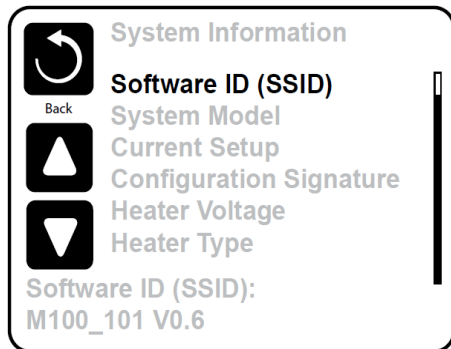 System Information
Software ID (SSID)
Back
System Model
Current Setup
Configuration Signature
Heater Voltage
Heater Type
Software ID (SSID):
M100_101 V0.6